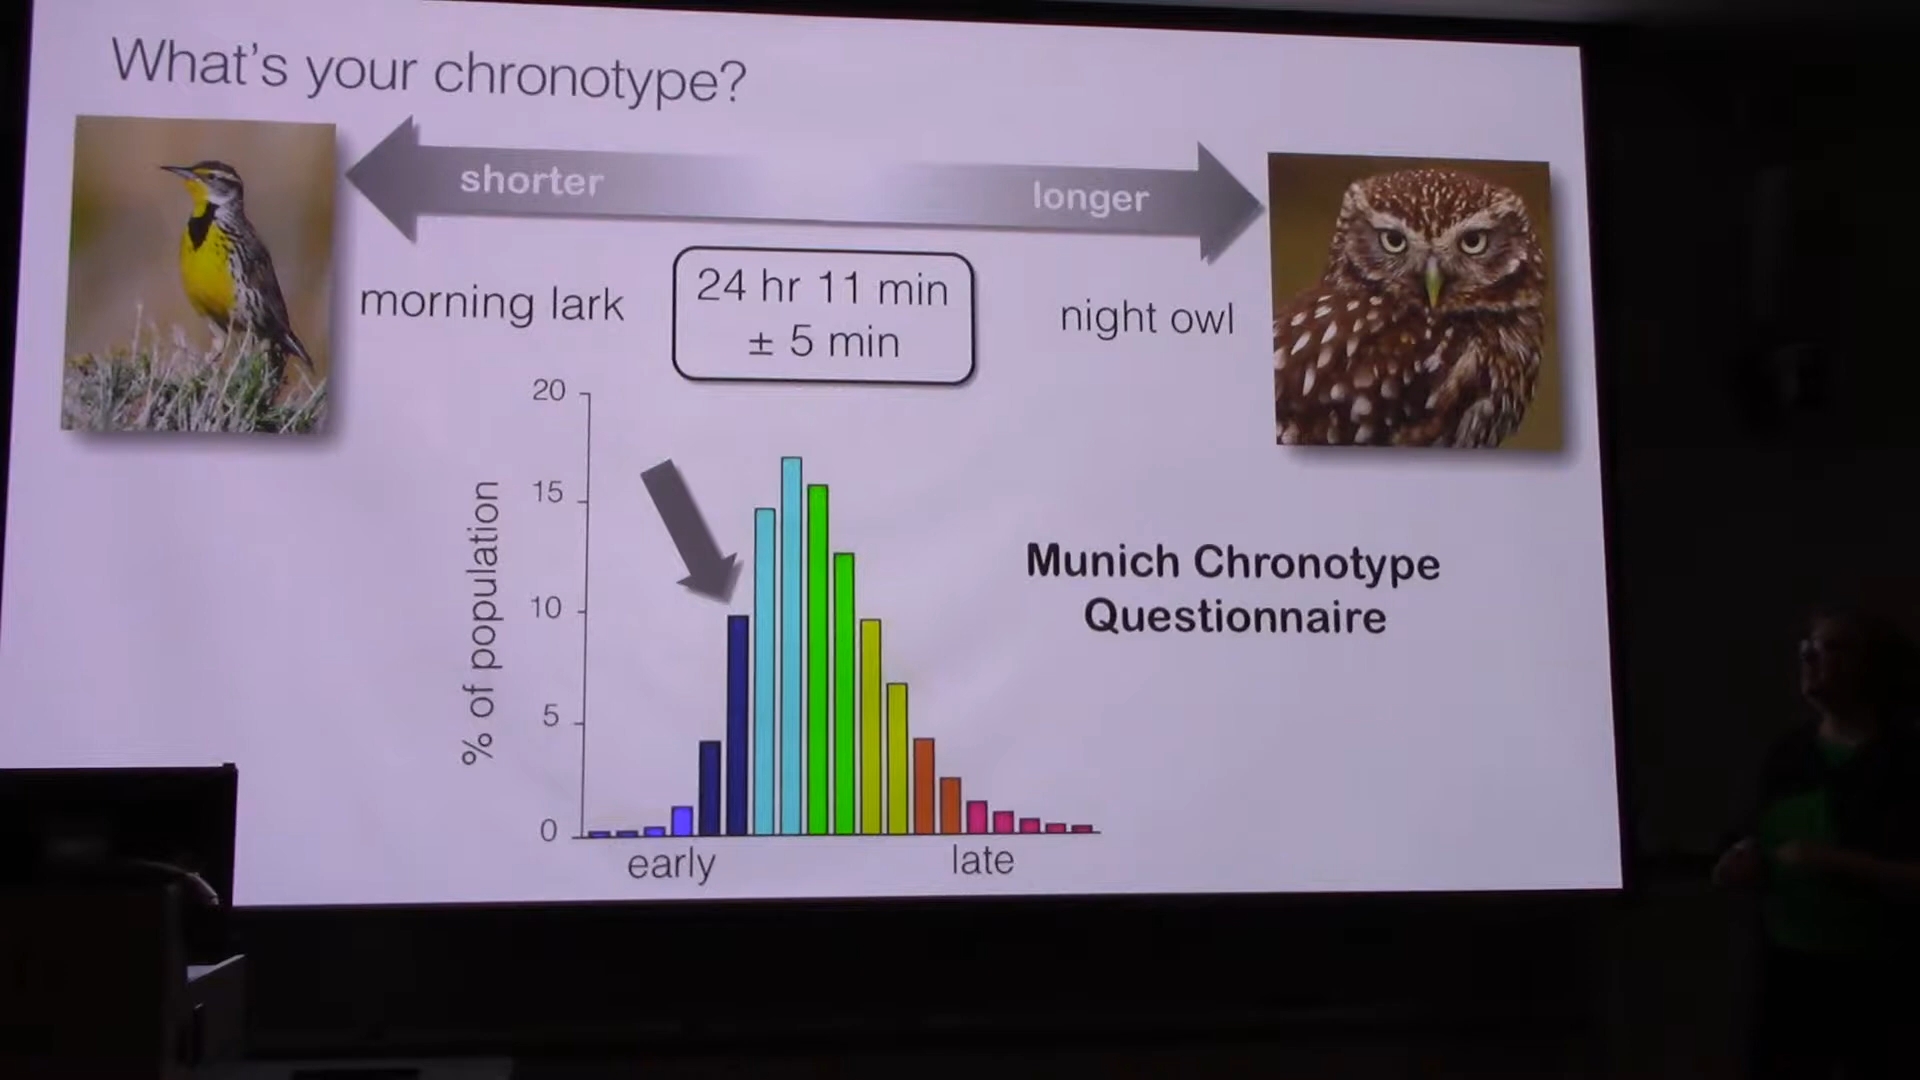 What's your chronotype?
shorter
longer
morning lark
24 hr 11 min
± 5 min
night owl
20
15
10
5
0
% of population
early
late
Munich Chronotype
Questionnaire